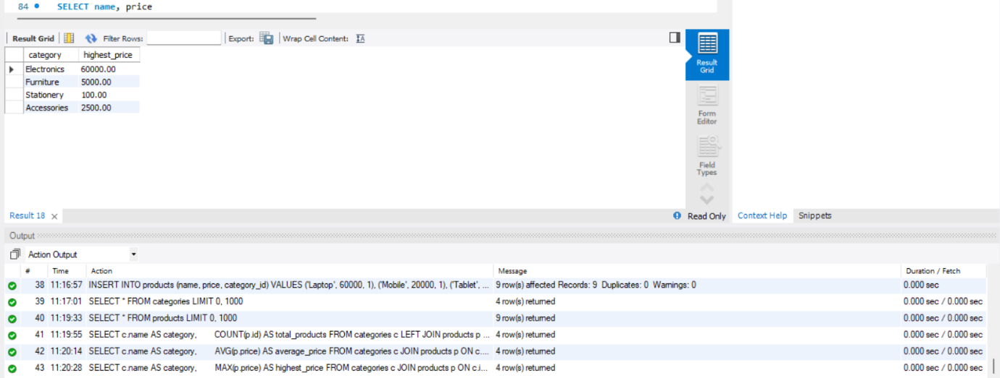 84 SELECT name, price
Result Grid Filter Rows: Export: Wrap Cell Content:
category highest_price
Electronics 60000.00
Furniture 5000.00
Stationery 100.00
Accessories 2500.00
Result Grid
Form Editor
Field Types
Result 18 Read Only Context Help Snippets
Output
Action Output
# Time Action Message Duration / Fetch
38 11:16:57 INSERT INTO products (name, price, category_id) VALUES ('Laptop', 60000, 1), ('Mobile', 20000, 1), ('Tablet', ... 9 row(s) affected Records: 9 Duplicates: 0 Warnings: 0 0.000 sec
39 11:17:01 SELECT * FROM categories LIMIT 0, 1000 4 row(s) returned 0.000 sec / 0.000 sec
40 11:19:33 SELECT * FROM products LIMIT 0, 1000 9 row(s) returned 0.000 sec / 0.000 sec
41 11:19:55 SELECT c.name AS category, COUNT(p.id) AS total_products FROM categories c LEFT JOIN products p ... 4 row(s) returned 0.000 sec / 0.000 sec
42 11:20:14 SELECT c.name AS category, AVG(p.price) AS average_price FROM categories c JOIN products p ON c.... 4 row(s) returned 0.000 sec / 0.000 sec
43 11:20:28 SELECT c.name AS category, MAX(p.price) AS highest_price FROM categories c JOIN products p ON c.i... 4 row(s) returned 0.000 sec / 0.000 sec